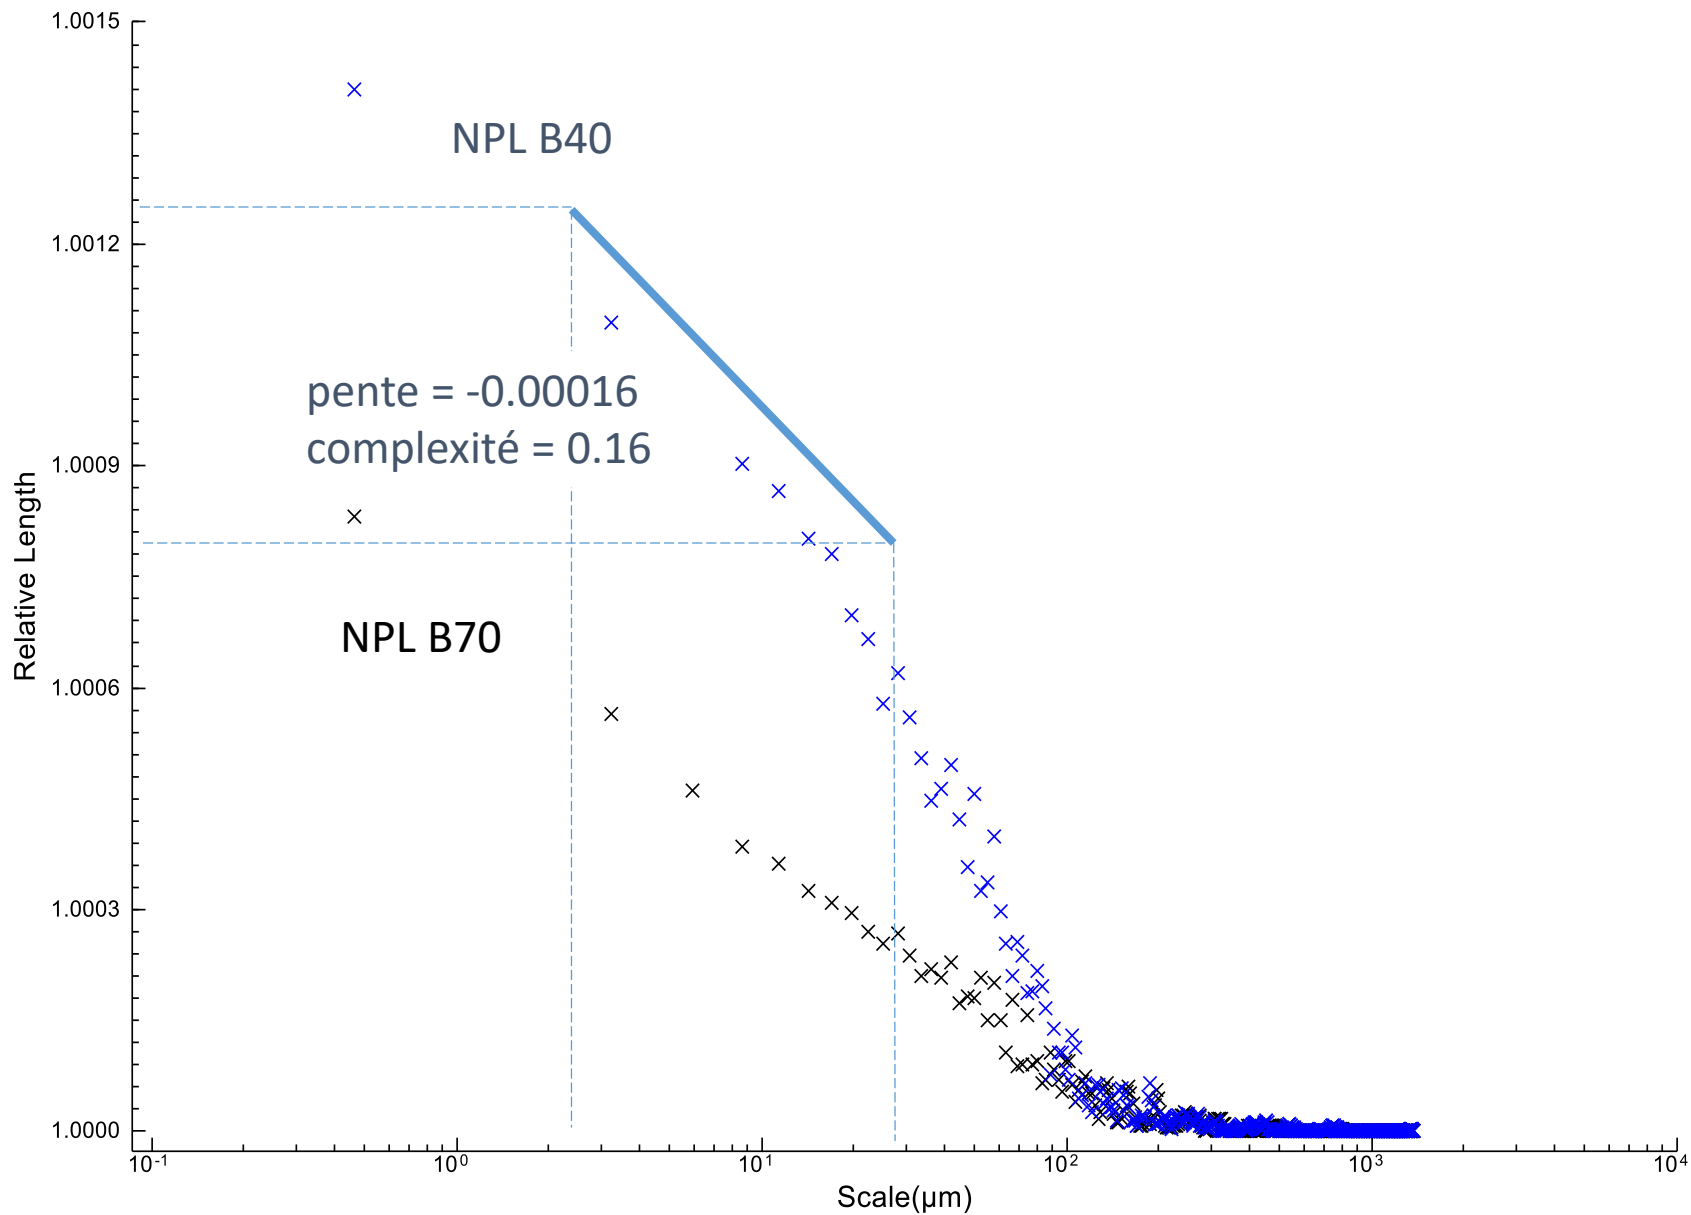 1.0015
NPL B40
1.0012
pente = -0.00016
complexité = 0.16
1.0009
Relative Length
NPL B70
1.0006
1.0003
1.0000
10⁻¹ 10⁰ 10¹ 10² 10³ 10⁴
Scale(µm)